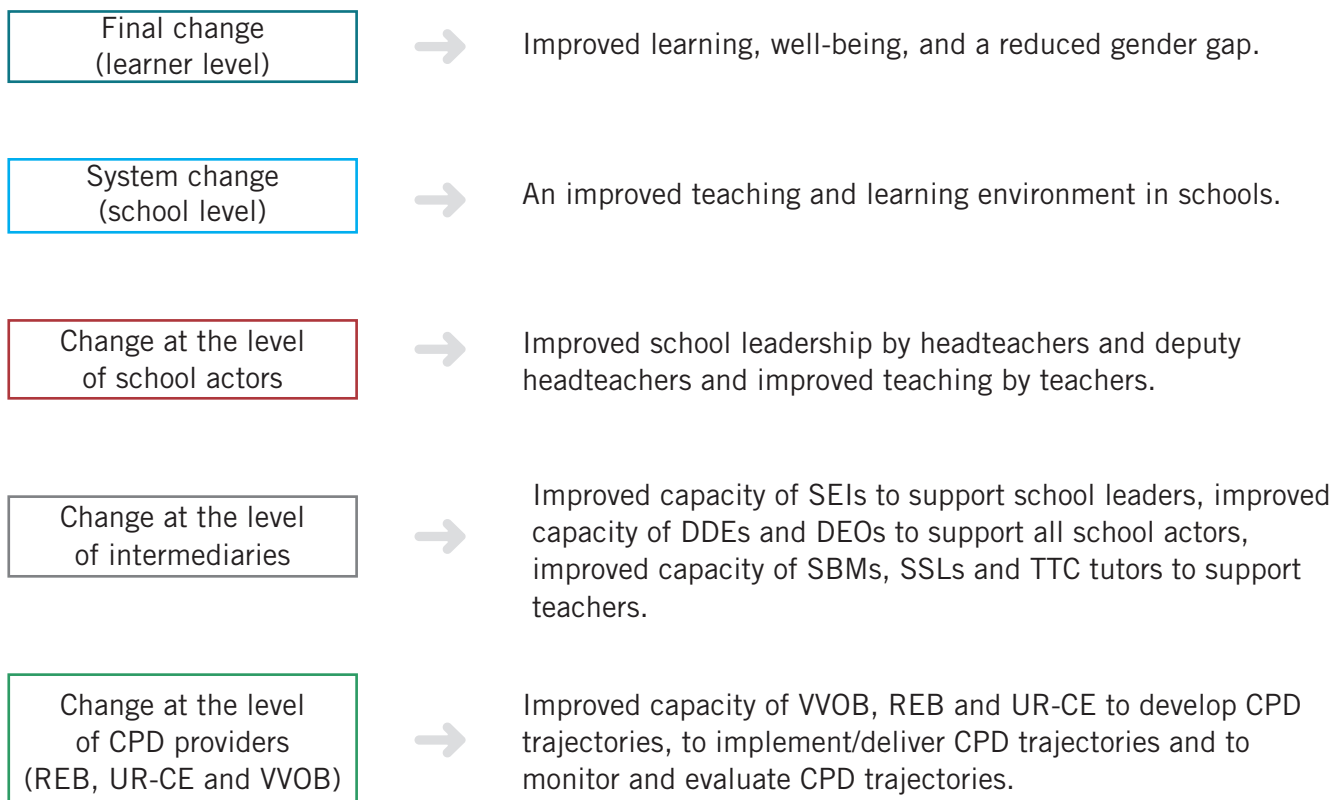 Final change
(learner level)
Improved learning, well-being, and a reduced gender gap.
System change
(school level)
An improved teaching and learning environment in schools.
Change at the level
of school actors
Improved school leadership by headteachers and deputy
headteachers and improved teaching by teachers.
Change at the level
of intermediaries
Improved capacity of SEIs to support school leaders, improved
capacity of DDEs and DEOs to support all school actors,
improved capacity of SBMs, SSLs and TTC tutors to support
teachers.
Change at the level
of CPD providers
(REB, UR-CE and VVOB)
Improved capacity of VVOB, REB and UR-CE to develop CPD
trajectories, to implement/deliver CPD trajectories and to
monitor and evaluate CPD trajectories.